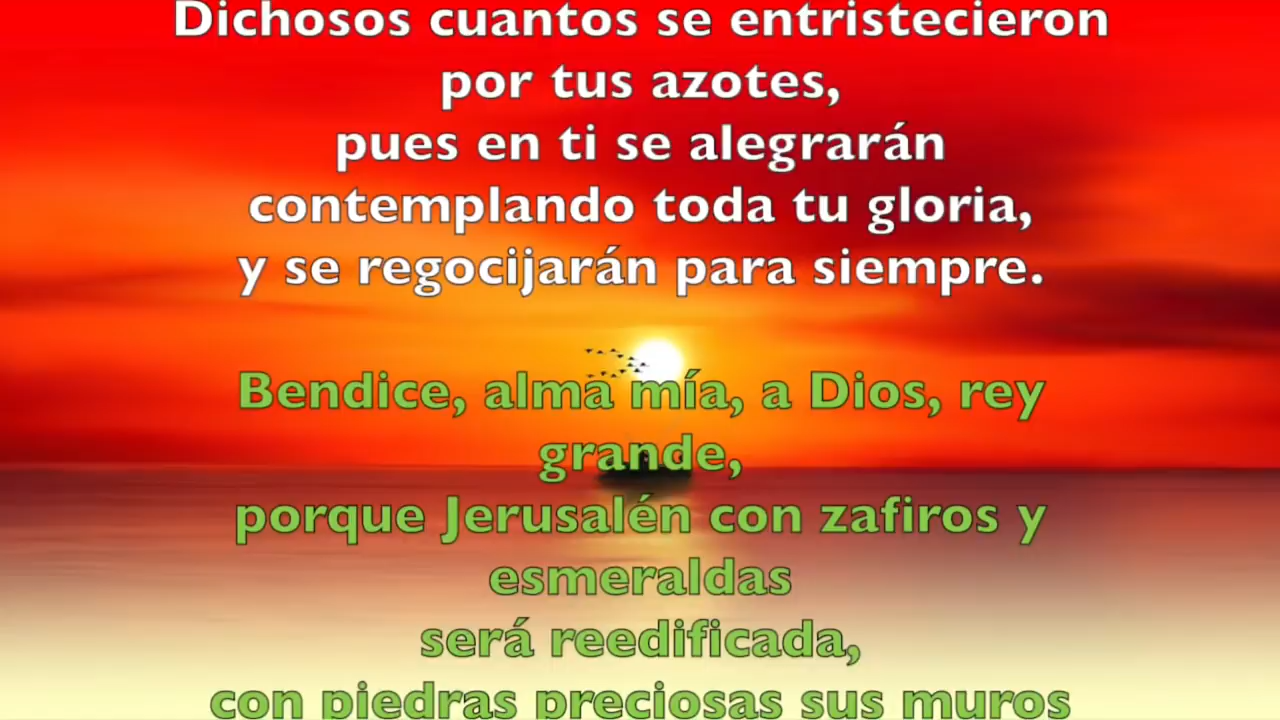 Dichosos cuantos se entristecieron
por tus azotes,
pues en ti se alegrarán
contemplando toda tu gloria,
y se regocijarán para siempre.
Bendice, alma mía, a Dios, rey
grande,
porque Jerusalén con zafiros y
esmeraldas
será reedificada,
con piedras preciosas sus muros